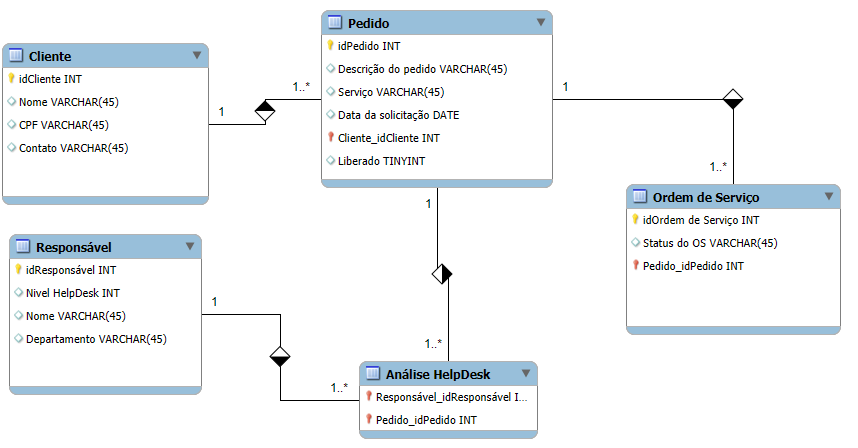 Pedido
idPedido INT
Descrição do pedido VARCHAR(45)
Serviço VARCHAR(45)
Data da solicitação DATE
Cliente_idCliente INT
Liberado TINYINT
Cliente
idCliente INT
Nome VARCHAR(45)
CPF VARCHAR(45)
Contato VARCHAR(45)
1
1..*
1
1..*
Ordem de Serviço
idOrdem de Serviço INT
Status do OS VARCHAR(45)
Pedido_idPedido INT
1
1..*
Responsável
idResponsável INT
Nivel HelpDesk INT
Nome VARCHAR(45)
Departamento VARCHAR(45)
1
1..*
Análise HelpDesk
Responsável_idResponsável I...
Pedido_idPedido INT